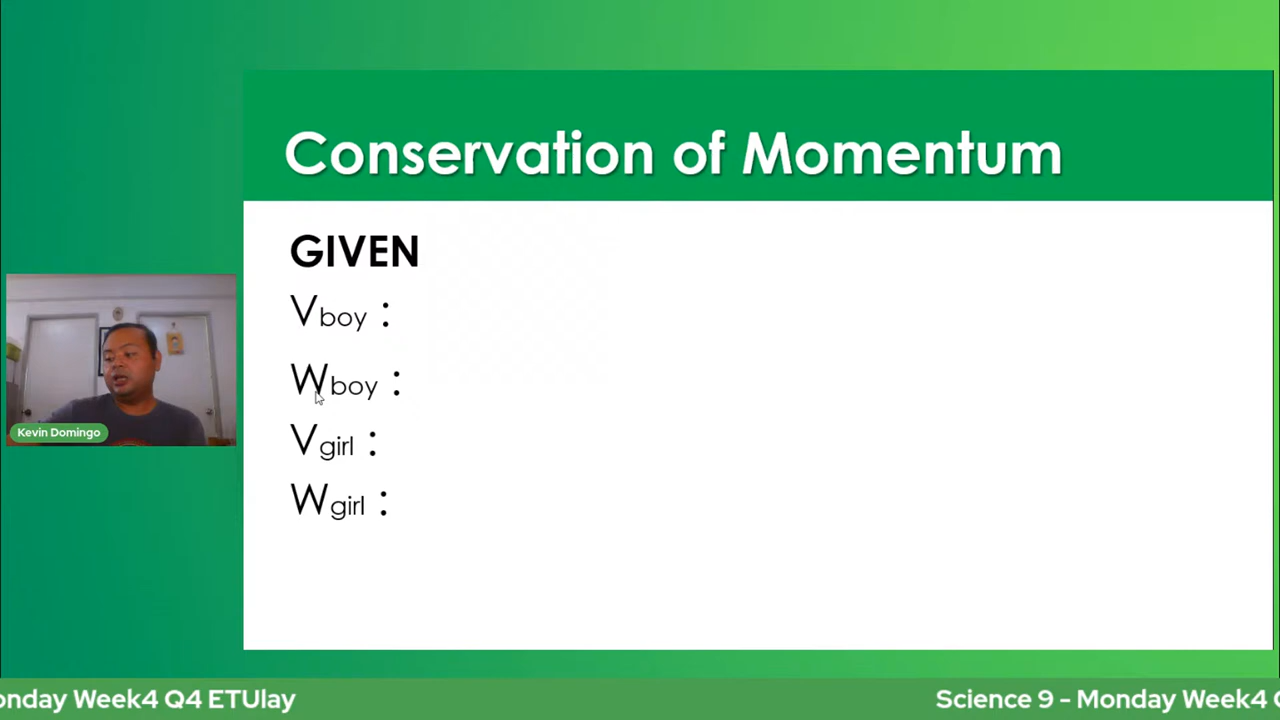 Conservation of Momentum
GIVEN
Vboy :
Wboy :
Vgirl :
Wgirl :
Kevin Domingo
onday Week4 Q4 ETUlay
Science 9 - Monday Week4